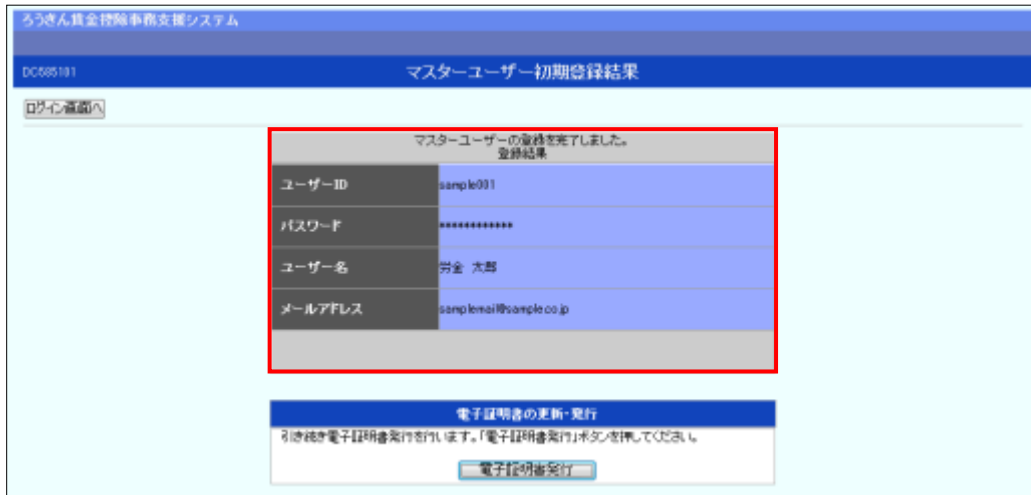 ろうきん賃金控除事務支援システム
DC585101
マスターユーザー初期登録結果
ログイン画面へ
マスターユーザーの登録を完了しました。
登録結果
ユーザーID
sample001
パスワード
************
ユーザー名
労金 太郎
メールアドレス
samplemail@sample.co.jp
電子証明書の更新・発行
引き続き電子証明書発行を行います。「電子証明書発行」ボタンを押してください。
電子証明書発行